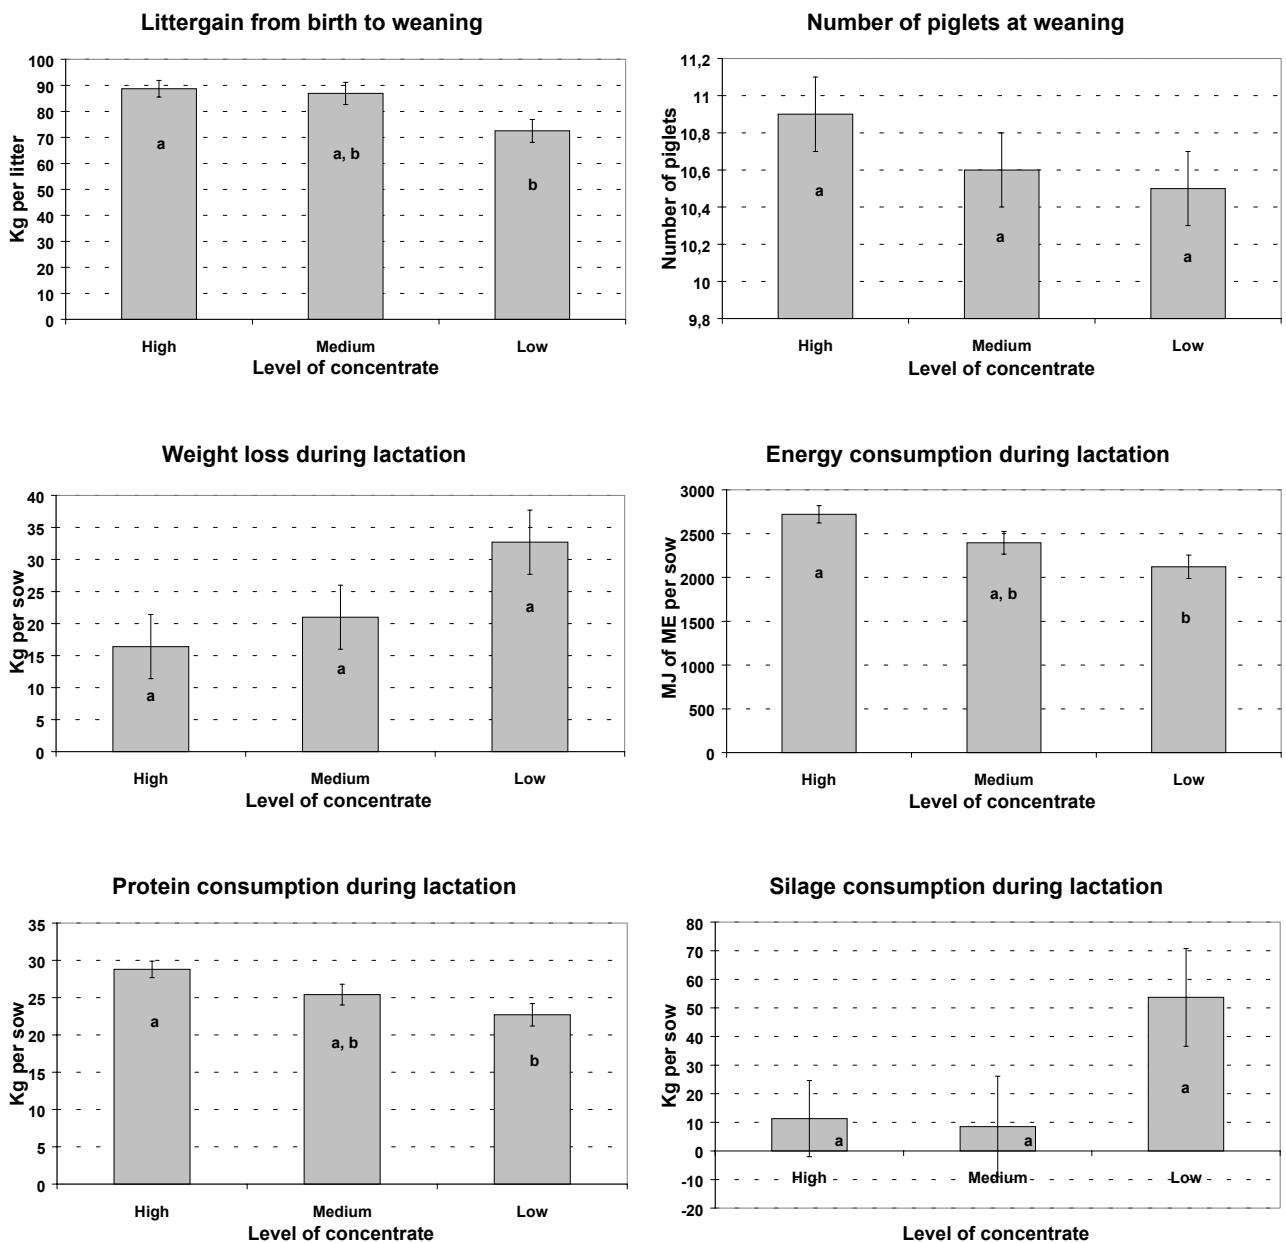 Littergain from birth to weaning
Kg per litter
100
90
80
70
60
50
40
30
20
10
0
a
a, b
b
High Medium Low
Level of concentrate
Number of piglets at weaning
Number of piglets
11,2
11
10,8
10,6
10,4
10,2
10
9,8
a
a
a
High Medium Low
Level of concentrate
Weight loss during lactation
Kg per sow
40
35
30
25
20
15
10
5
0
a
a
a
High Medium Low
Level of concentrate
Energy consumption during lactation
MJ of ME per sow
3000
2500
2000
1500
1000
500
0
a
a, b
b
High Medium Low
Level of concentrate
Protein consumption during lactation
Kg per sow
35
30
25
20
15
10
5
0
a
a, b
b
High Medium Low
Level of concentrate
Silage consumption during lactation
Kg per sow
80
70
60
50
40
30
20
10
0
-10
-20
a
a
a
High Medium Low
Level of concentrate